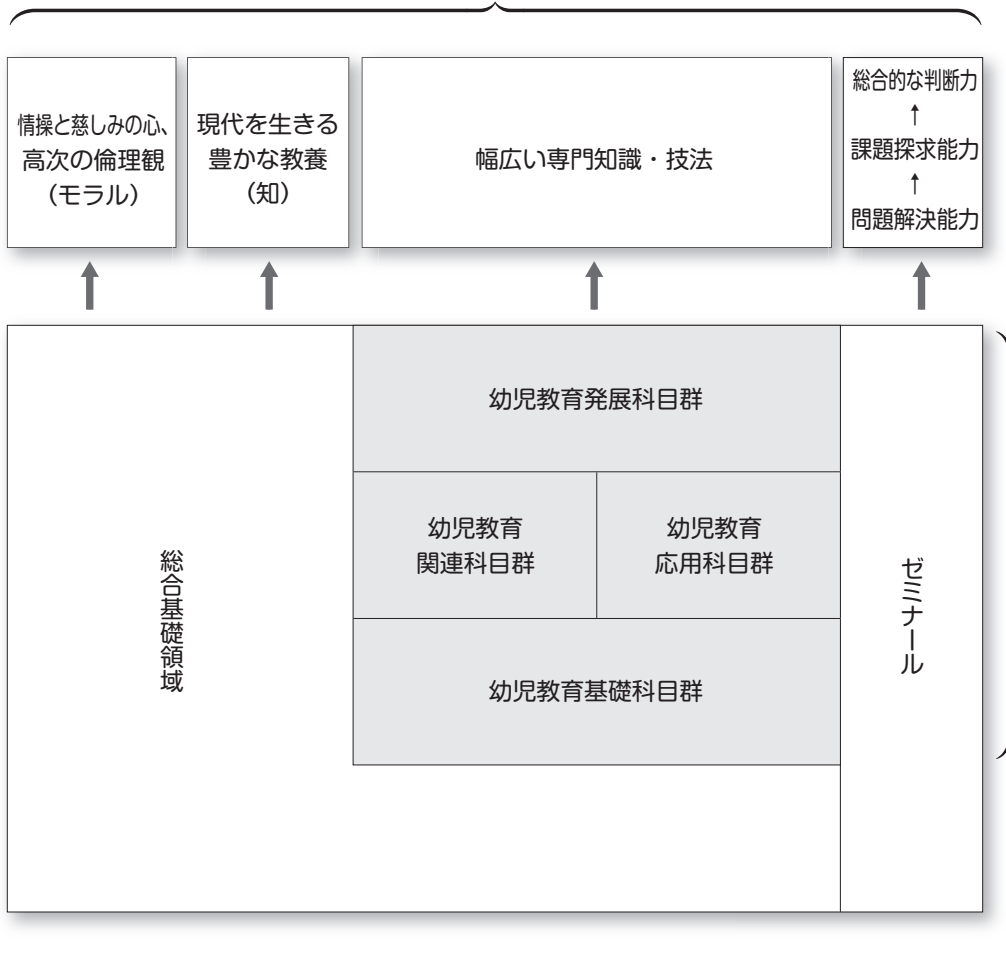 情操と慈しみの心、
高次の倫理観
（モラル）
現代を生きる
豊かな教養
（知）
幅広い専門知識・技法
総合的な判断力
↑
課題探求能力
↑
問題解決能力
幼児教育発展科目群
幼児教育
関連科目群
幼児教育
応用科目群
幼児教育基礎科目群
総合基礎領域
ゼミナール